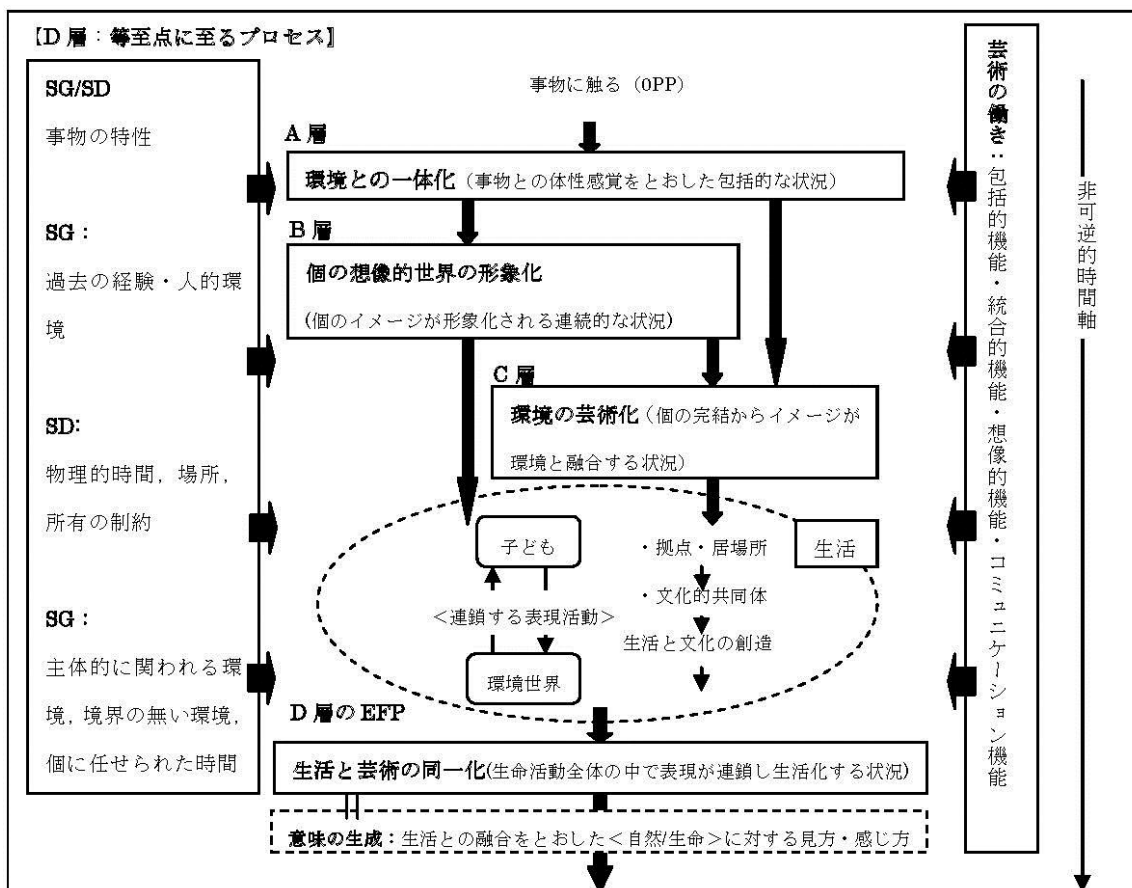 【D層：等至点に至るプロセス】
SG/SD
事物の特性
SG：
過去の経験・人的環
境
SD:
物理的時間，場所，
所有の制約
SG：
主体的に関われる環
境，境界の無い環境，
個に任せられた時間
事物に触る（OPP）
A層
環境との一体化（事物との体性感覚をとおした包括的な状況）
B層
個の想像的世界の形象化
(個のイメージが形象化される連続的な状況)
C層
環境の芸術化（個の完結からイメージが
環境と融合する状況）
生活
子ども
＜連鎖する表現活動＞
環境世界
・拠点・居場所
・文化的共同体
生活と文化の創造
D層のEFP
生活と芸術の同一化(生命活動全体の中で表現が連鎖し生活化する状況)
意味の生成：生活との融合をとおした＜自然/生命＞に対する見方・感じ方
芸術の働き：包括的機能・統合的機能・想像的機能・コミュニケーション機能
非可逆的時間軸